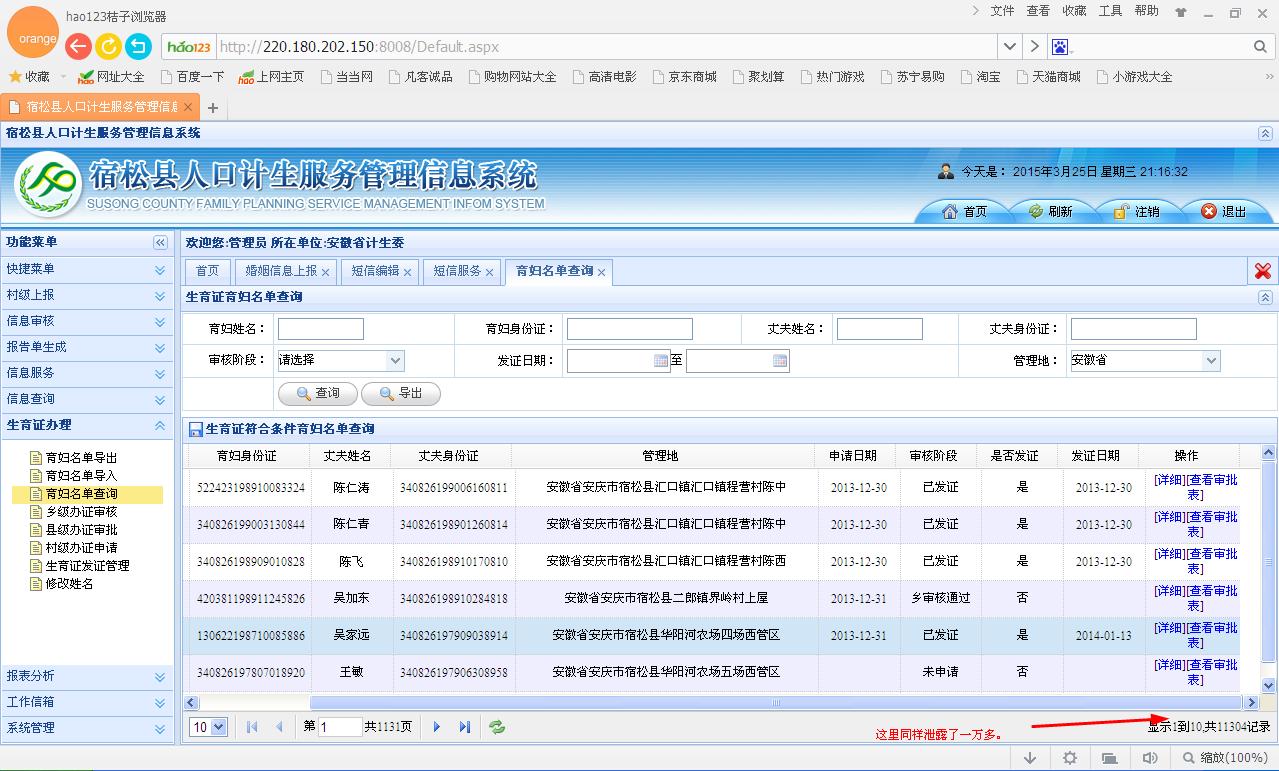 hao123桔子浏览器
文件 查看 收藏 工具 帮助
orange
hao123 http://220.180.202.150:8008/Default.aspx
收藏 网址大全 百度一下 上网主页 当当网 凡客诚品 购物网站大全 高清电影 京东商城 聚划算 热门游戏 苏宁易购 淘宝 天猫商城 小游戏大全
宿松县人口计生服务管理信息
宿松县人口计生服务管理信息系统
宿松县人口计生服务管理信息系统
SUSONG COUNTY FAMILY PLANNING SERVICE MANAGEMENT INFOM SYSTEM
今天是： 2015年3月25日 星期三 21:16:32
首页 刷新 注销 退出
功能菜单
快捷菜单
村级上报
信息审核
报告单生成
信息服务
信息查询
生育证办理
育妇名单导出
育妇名单导入
育妇名单查询
乡级办证审核
县级办证审批
村级办证申请
生育证发证管理
修改姓名
报表分析
工作信箱
系统管理
欢迎您:管理员 所在单位:安徽省计生委
首页 婚姻信息上报 短信编辑 短信服务 育妇名单查询
生育证育妇名单查询
育妇姓名： 育妇身份证： 丈夫姓名： 丈夫身份证：
审核阶段： 请选择 发证日期： 至 管理地： 安徽省
查询 导出
生育证符合条件育妇名单查询
育妇身份证 丈夫姓名 丈夫身份证 管理地 申请日期 审核阶段 是否发证 发证日期 操作
522423198910083324 陈仁涛 340826199006160811 安徽省安庆市宿松县汇口镇汇口镇程营村陈中 2013-12-30 已发证 是 2013-12-30 [详细][查看审批表]
340826199003130844 陈仁香 340826198901260814 安徽省安庆市宿松县汇口镇汇口镇程营村陈中 2013-12-30 已发证 是 2013-12-30 [详细][查看审批表]
340826198909010828 陈飞 340826198910170810 安徽省安庆市宿松县汇口镇汇口镇程营村陈西 2013-12-30 已发证 是 2013-12-30 [详细][查看审批表]
420381198911245826 吴加东 340826198910284818 安徽省安庆市宿松县二郎镇界岭村上屋 2013-12-31 乡审核通过 否 [详细][查看审批表]
130622198710085886 吴家远 340826197909038914 安徽省安庆市宿松县华阳河农场四场西管区 2013-12-31 已发证 是 2014-01-13 [详细][查看审批表]
340826197807018920 王敏 340826197906308958 安徽省安庆市宿松县华阳河农场五场西管区 未申请 否 [详细][查看审批表]
10 第 1 共1131页
这里同样泄露了一万多。
显示1到10,共11304记录
缩放(100%)